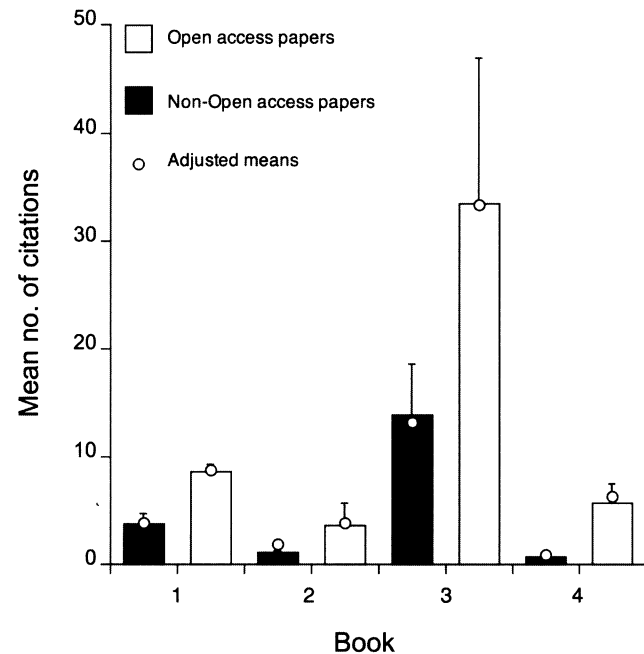 50
Open access papers
Non-Open access papers
40
Adjusted means
30
20
10
0
Mean no. of citations
1 2 3 4
Book